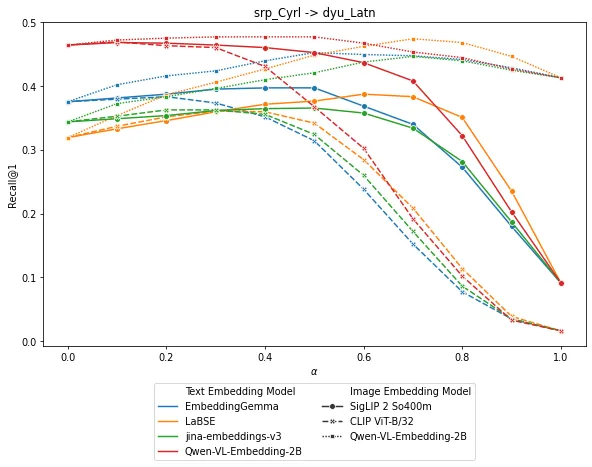 srp_Cyrl -> dyu_Latn
Recall@1
0.5
0.4
0.3
0.2
0.1
0.0
0.0 0.2 0.4 0.6 0.8 1.0
α
Text Embedding Model
EmbeddingGemma
LaBSE
jina-embeddings-v3
Qwen-VL-Embedding-2B
Image Embedding Model
SigLIP 2 So400m
CLIP ViT-B/32
Qwen-VL-Embedding-2B